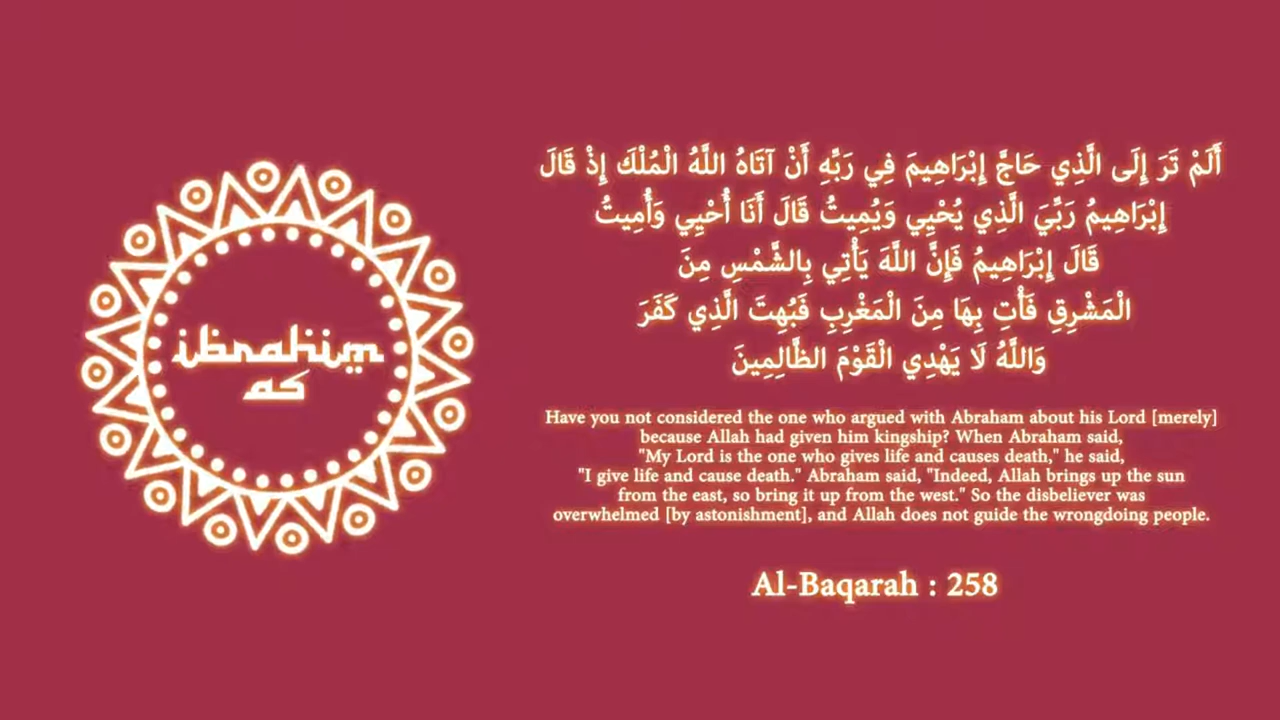 ibrahim
as
أَلَمْ تَرَ إِلَى الَّذِي حَاجَّ إِبْرَاهِيمَ فِي رَبِّهِ أَنْ آتَاهُ اللَّهُ الْمُلْكَ إِذْ قَالَ
إِبْرَاهِيمُ رَبِّيَ الَّذِي يُحْيِي وَيُمِيتُ قَالَ أَنَا أُحْيِي وَأُمِيتُ
قَالَ إِبْرَاهِيمُ فَإِنَّ اللَّهَ يَأْتِي بِالشَّمْسِ مِنَ
الْمَشْرِقِ فَأْتِ بِهَا مِنَ الْمَغْرِبِ فَبُهِتَ الَّذِي كَفَرَ
وَاللَّهُ لَا يَهْدِي الْقَوْمَ الظَّالِمِينَ
Have you not considered the one who argued with Abraham about his Lord [merely]
because Allah had given him kingship? When Abraham said,
"My Lord is the one who gives life and causes death," he said,
"I give life and cause death." Abraham said, "Indeed, Allah brings up the sun
from the east, so bring it up from the west." So the disbeliever was
overwhelmed [by astonishment], and Allah does not guide the wrongdoing people.
Al-Baqarah : 258